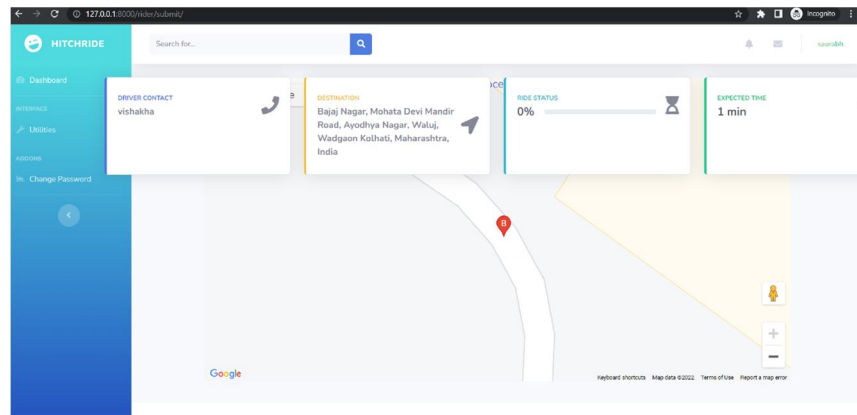 127.0.0.1:8000/rider/submit/
Incognito
HITCHRIDE
Search for...
saurabh
Dashboard
INTERFACE
Utilities
ADDONS
Change Password
DRIVER CONTACT
vishakha
DESTINATION
Bajaj Nagar, Mohata Devi Mandir
Road, Ayodhya Nagar, Waluj,
Wadgaon Kolhati, Maharashtra,
India
RIDE STATUS
0%
EXPECTED TIME
1 min
B
Google
Keyboard shortcuts Map data ©2022 Terms of Use Report a map error